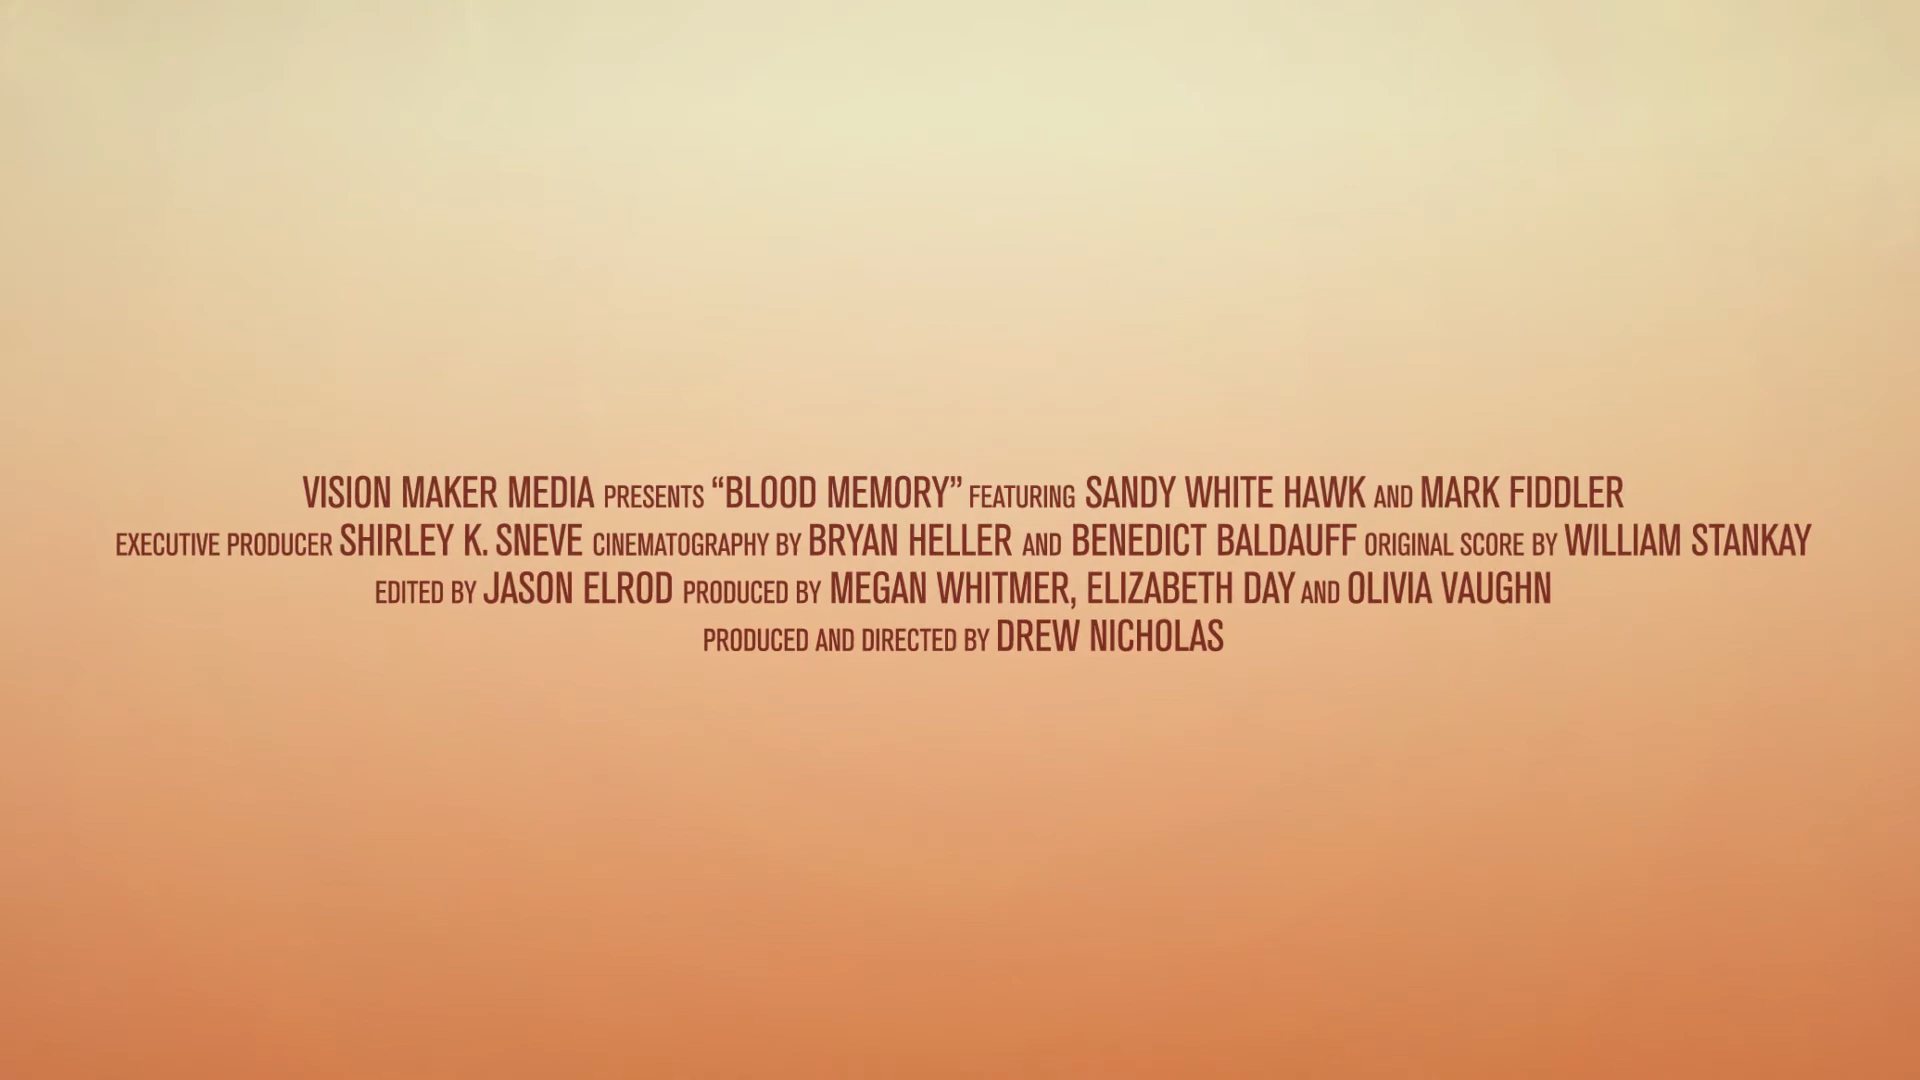 VISION MAKER MEDIA PRESENTS “BLOOD MEMORY” FEATURING SANDY WHITE HAWK AND MARK FIDDLER
EXECUTIVE PRODUCER SHIRLEY K. SNEVE CINEMATOGRAPHY BY BRYAN HELLER AND BENEDICT BALDAUFF ORIGINAL SCORE BY WILLIAM STANKAY
EDITED BY JASON ELROD PRODUCED BY MEGAN WHITMER, ELIZABETH DAY AND OLIVIA VAUGHN
PRODUCED AND DIRECTED BY DREW NICHOLAS